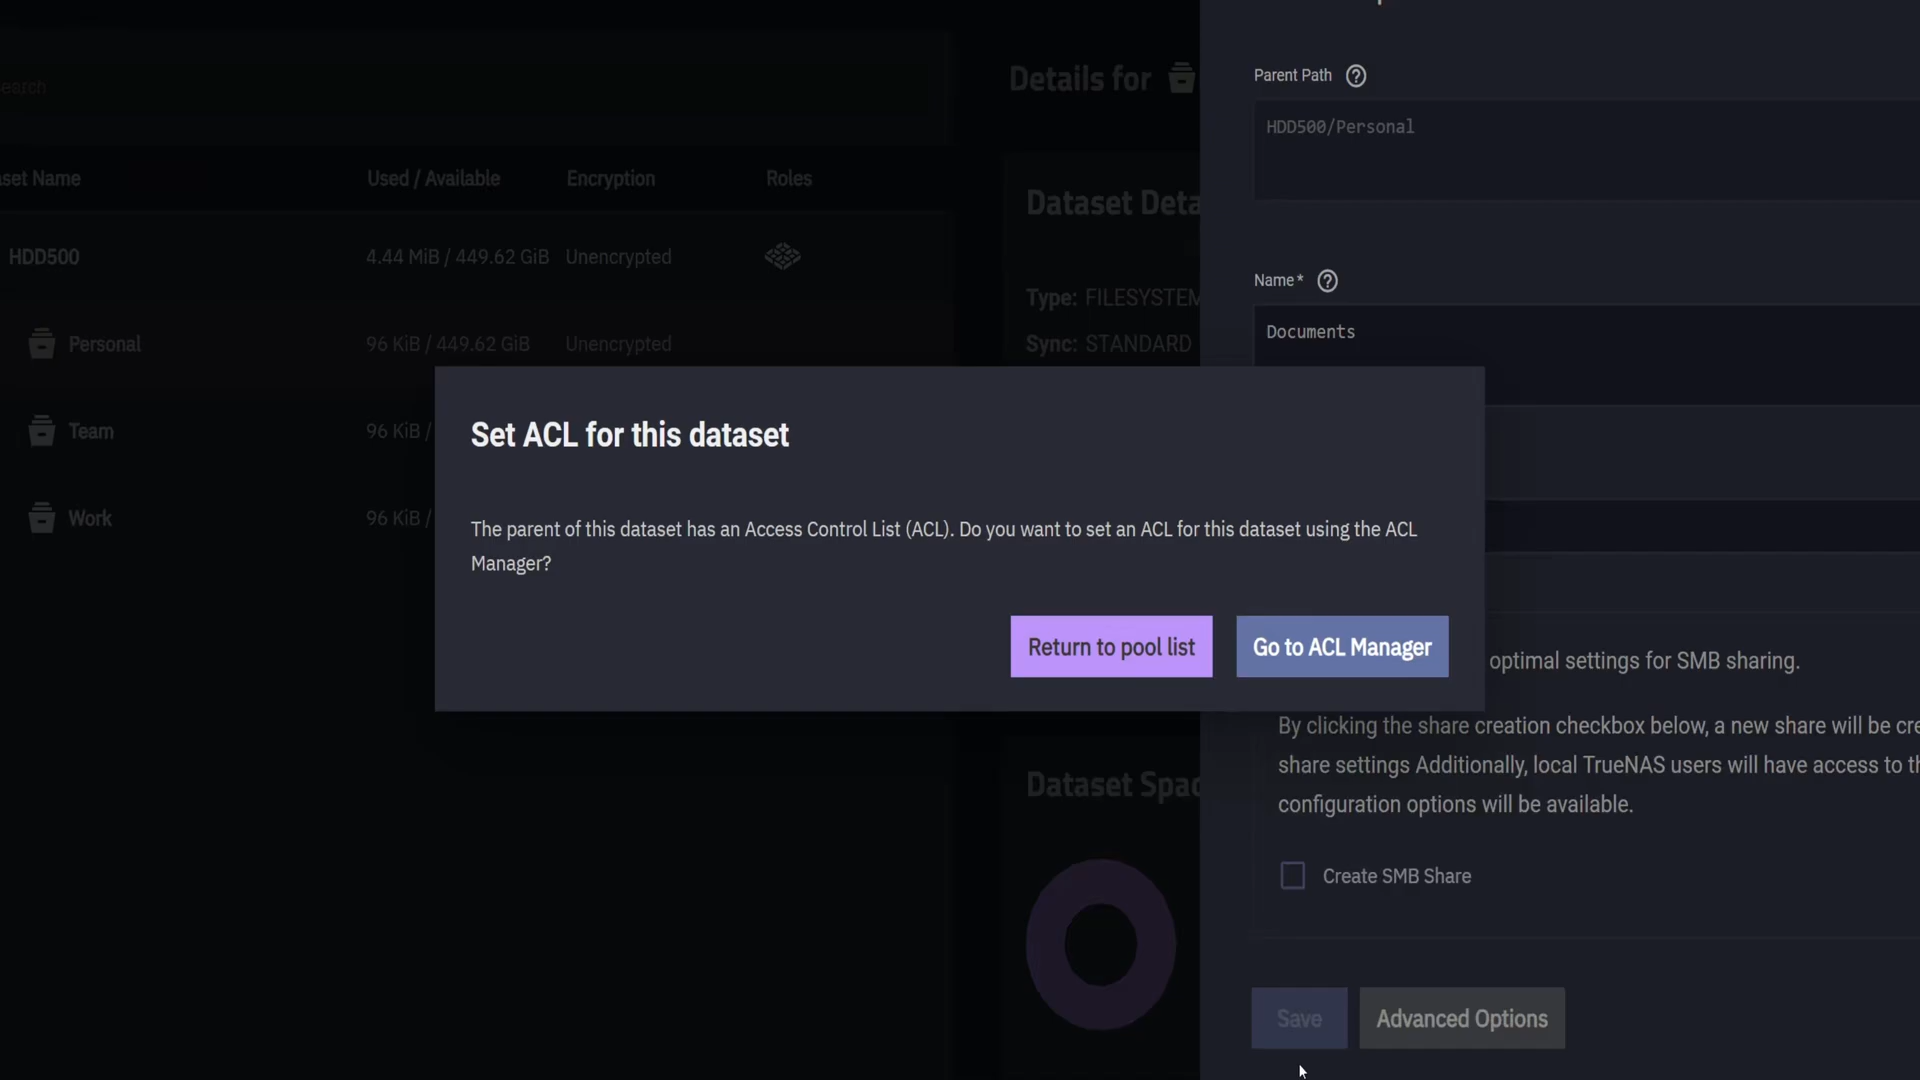 Details for
Parent Path
earch
HDD500/Personal
aset Name Used / Available Encryption Roles
Dataset Deta
HDD500 4.44 MiB / 449.62 GiB Unencrypted
Name*
Type: FILESYSTEM
Documents
Personal 96 KiB / 449.62 GiB Unencrypted
Sync: STANDARD
Team 96 KiB /
Work 96 KiB /
Set ACL for this dataset
The parent of this dataset has an Access Control List (ACL). Do you want to set an ACL for this dataset using the ACL
Manager?
Return to pool list Go to ACL Manager
optimal settings for SMB sharing.
By clicking the share creation checkbox below, a new share will be cre
share settings Additionally, local TrueNAS users will have access to th
configuration options will be available.
Dataset Spac
Create SMB Share
Save Advanced Options